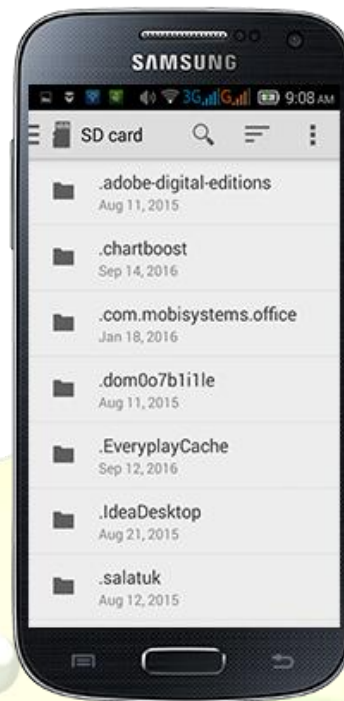 SAMSUNG
3G G 9:08 AM
SD card
.adobe-digital-editions
Aug 11, 2015
.chartboost
Sep 14, 2016
.com.mobisystems.office
Jan 18, 2016
.dom0o7b1i1le
Aug 11, 2015
.EveryplayCache
Sep 12, 2016
.IdeaDesktop
Aug 21, 2015
.salatuk
Aug 12, 2015